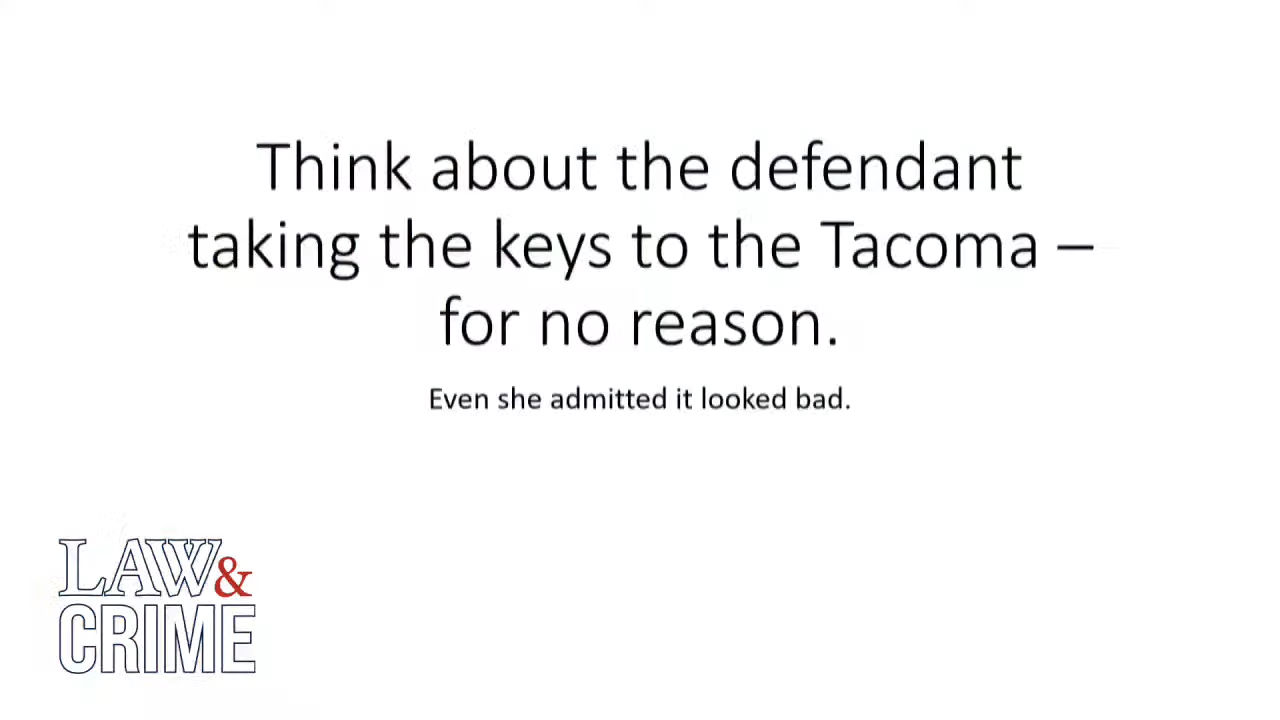 Think about the defendant
taking the keys to the Tacoma –
for no reason.
Even she admitted it looked bad.
LAW&
CRIME